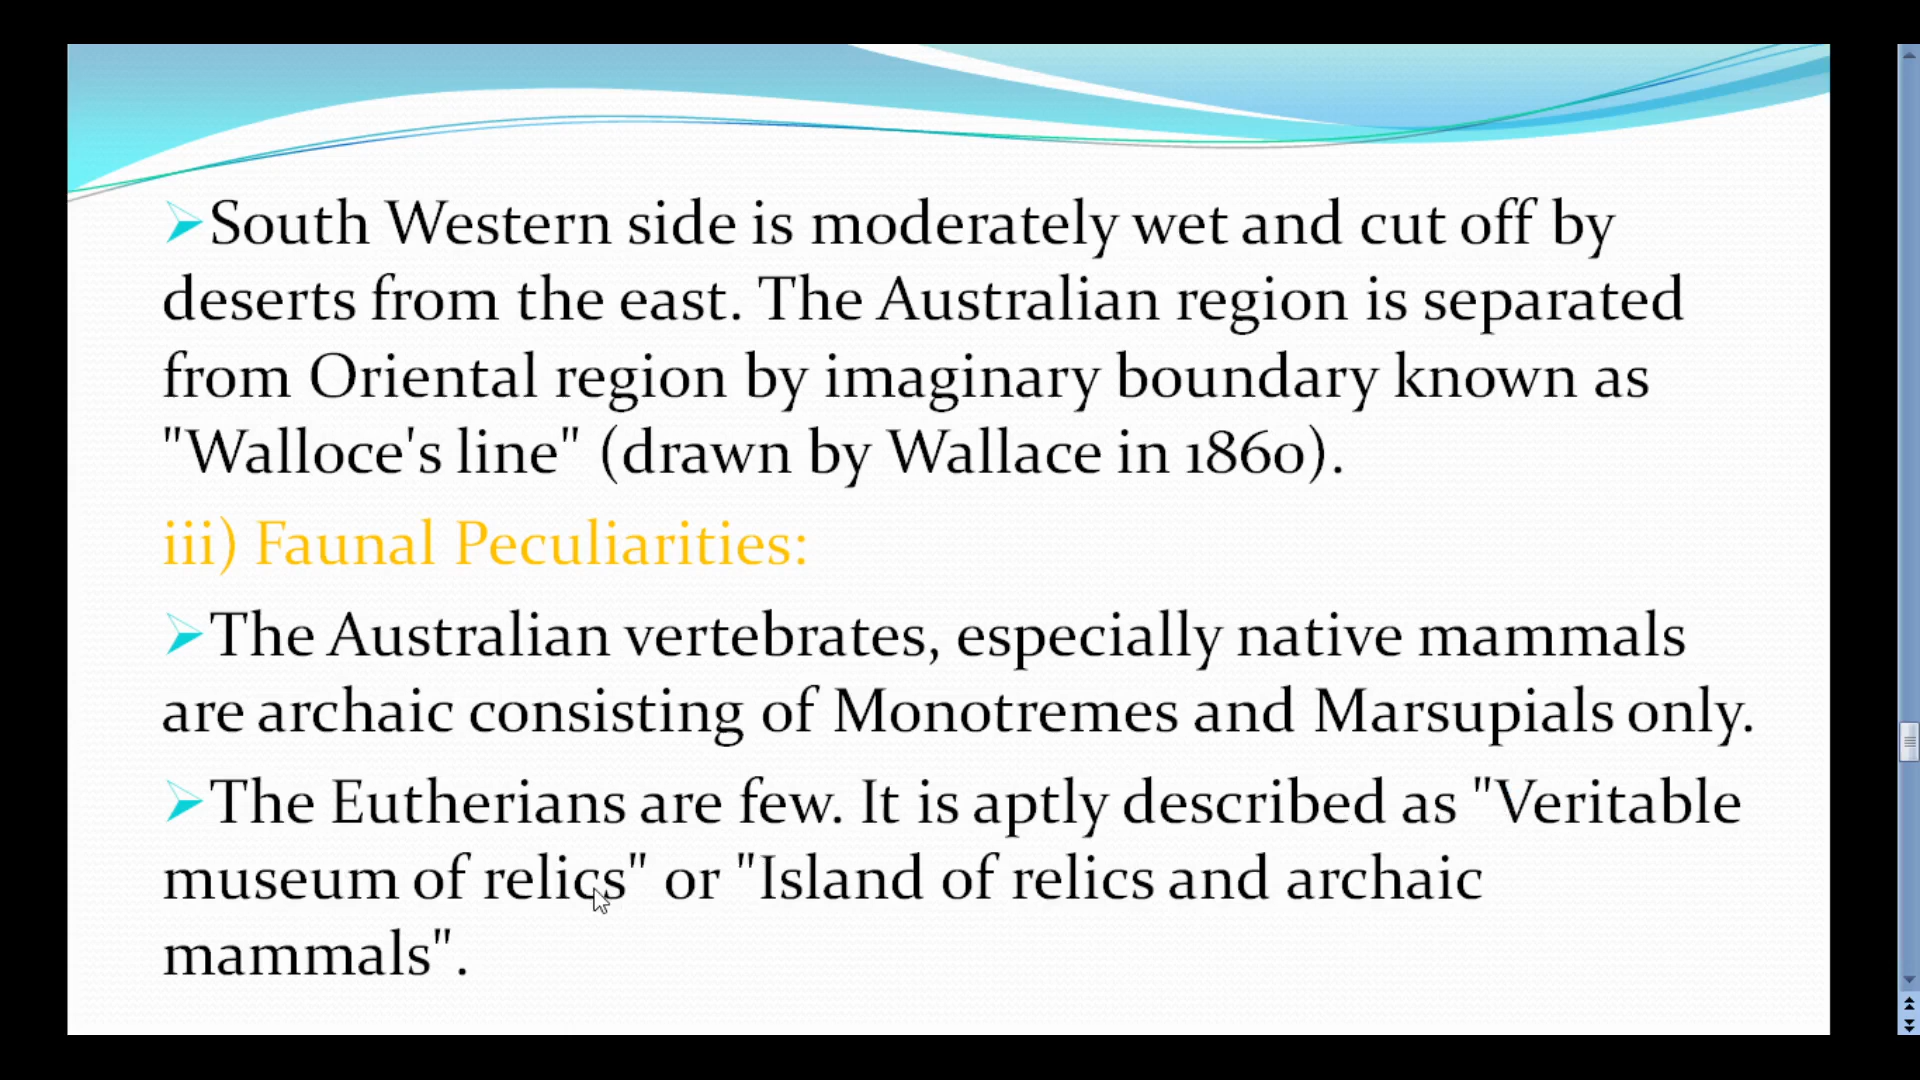 South Western side is moderately wet and cut off by
deserts from the east. The Australian region is separated
from Oriental region by imaginary boundary known as
"Walloce's line" (drawn by Wallace in 1860).
iii) Faunal Peculiarities:
The Australian vertebrates, especially native mammals
are archaic consisting of Monotremes and Marsupials only.
The Eutherians are few. It is aptly described as "Veritable
museum of relics" or "Island of relics and archaic
mammals".